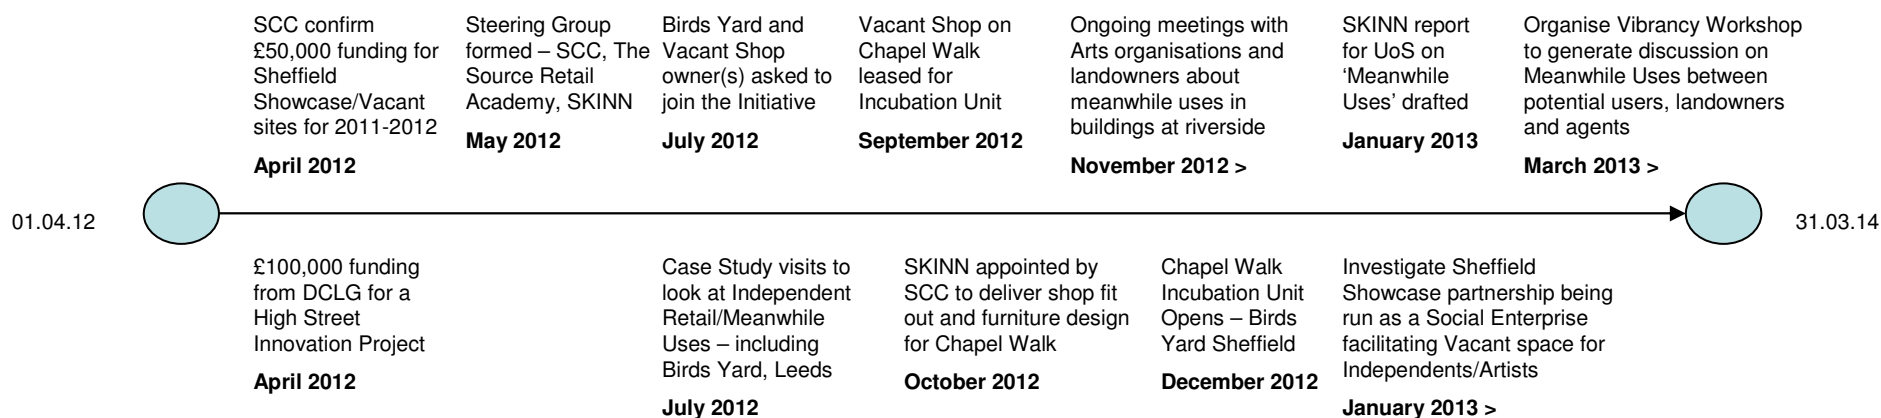 SCC confirm
£50,000 funding for
Sheffield
Showcase/Vacant
sites for 2011-2012
April 2012
Steering Group
formed – SCC, The
Source Retail
Academy, SKINN
May 2012
Birds Yard and
Vacant Shop
owner(s) asked to
join the Initiative
July 2012
Vacant Shop on
Chapel Walk
leased for
Incubation Unit
September 2012
Ongoing meetings with
Arts organisations and
landowners about
meanwhile uses in
buildings at riverside
November 2012 >
SKINN report
for UoS on
‘Meanwhile
Uses’ drafted
January 2013
Organise Vibrancy Workshop
to generate discussion on
Meanwhile Uses between
potential users, landowners
and agents
March 2013 >
01.04.12
31.03.14
£100,000 funding
from DCLG for a
High Street
Innovation Project
April 2012
Case Study visits to
look at Independent
Retail/Meanwhile
Uses – including
Birds Yard, Leeds
July 2012
SKINN appointed by
SCC to deliver shop fit
out and furniture design
for Chapel Walk
October 2012
Chapel Walk
Incubation Unit
Opens – Birds
Yard Sheffield
December 2012
Investigate Sheffield
Showcase partnership being
run as a Social Enterprise
facilitating Vacant space for
Independents/Artists
January 2013 >